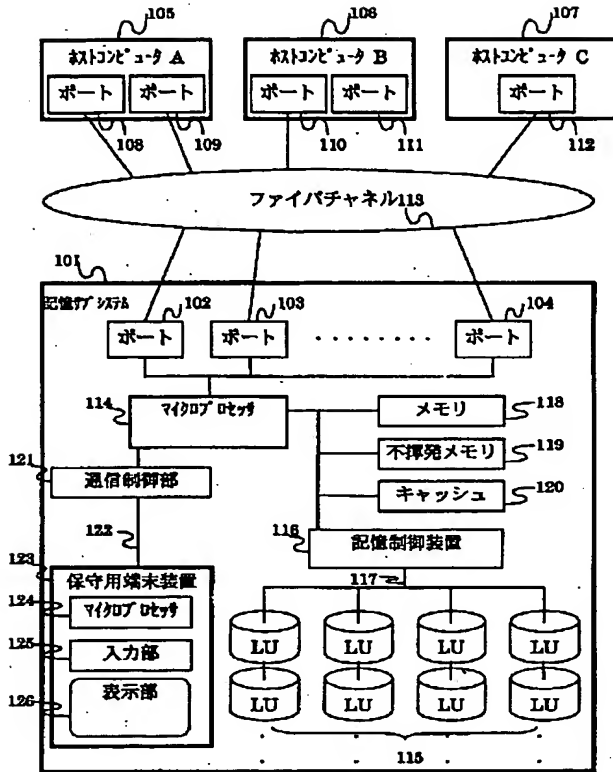 105 106 107
ホストコンピュータ A ホストコンピュータ B ホストコンピュータ C
ポート ポート ポート ポート ポート
108 109 110 111 112
ファイバチャネル113
101
記憶サブシステム 102 103 104
ポート ポート ・・・・・・・・ ポート
114 マイクロプロセッサ メモリ 118
不揮発メモリ 119
121 通信制御部 キャッシュ 120
122 116 記憶制御装置
123 保守用端末装置 117
124 マイクロプロセッサ
125 入力部 LU LU LU LU
126 表示部 LU LU LU LU
115